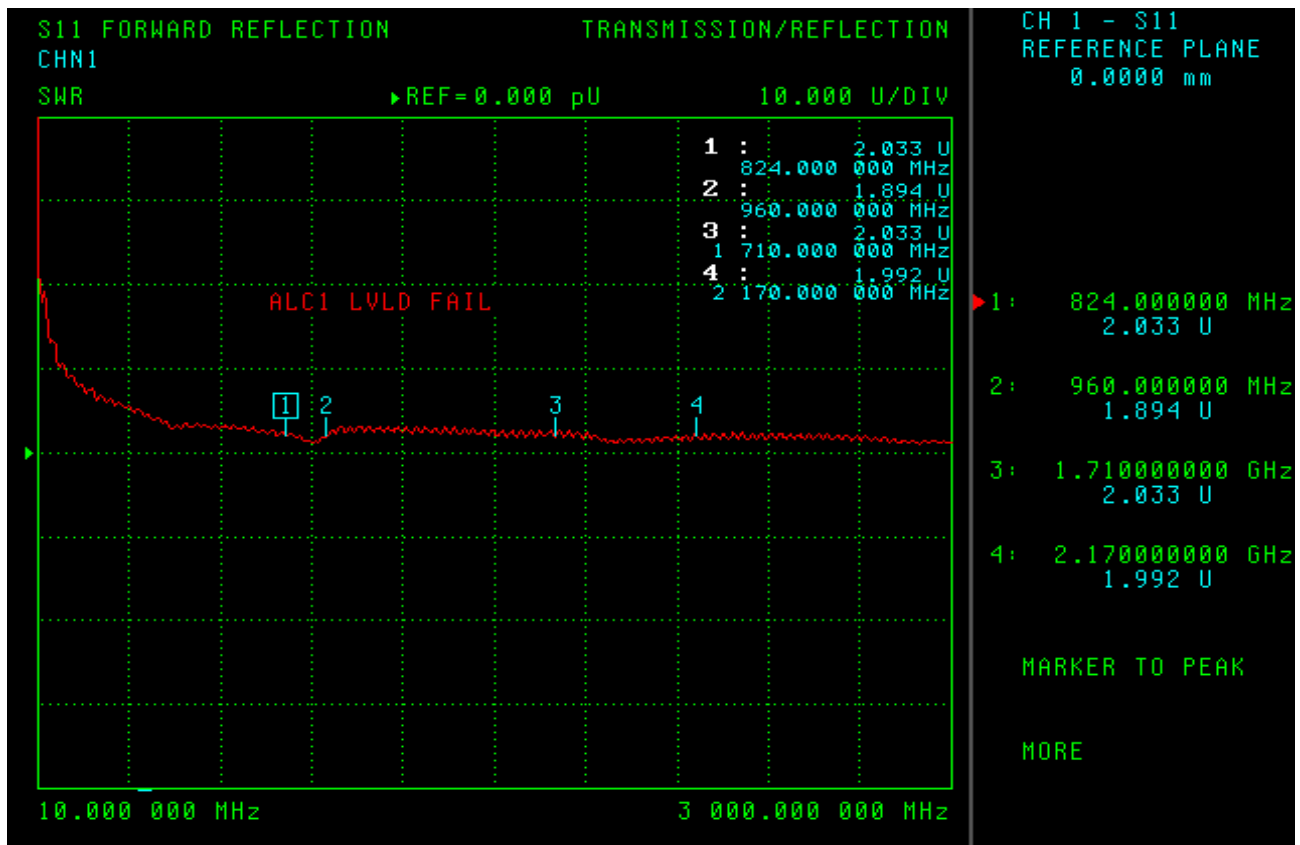 S11 FORWARD REFLECTION TRANSMISSION/REFLECTION
CHN1
SWR ▶REF=0.000 pU 10.000 U/DIV
1 : 2.033 U
824.000 000 MHz
2 : 1.894 U
960.000 000 MHz
3 : 2.033 U
1 710.000 000 MHz
4 : 1.992 U
2 170.000 000 MHz
ALC1 LVLD FAIL
1 2 3 4
10.000 000 MHz 3 000.000 000 MHz
CH 1 - S11
REFERENCE PLANE
0.0000 mm
▶1: 824.000000 MHz
2.033 U
2: 960.000000 MHz
1.894 U
3: 1.710000000 GHz
2.033 U
4: 2.170000000 GHz
1.992 U
MARKER TO PEAK
MORE